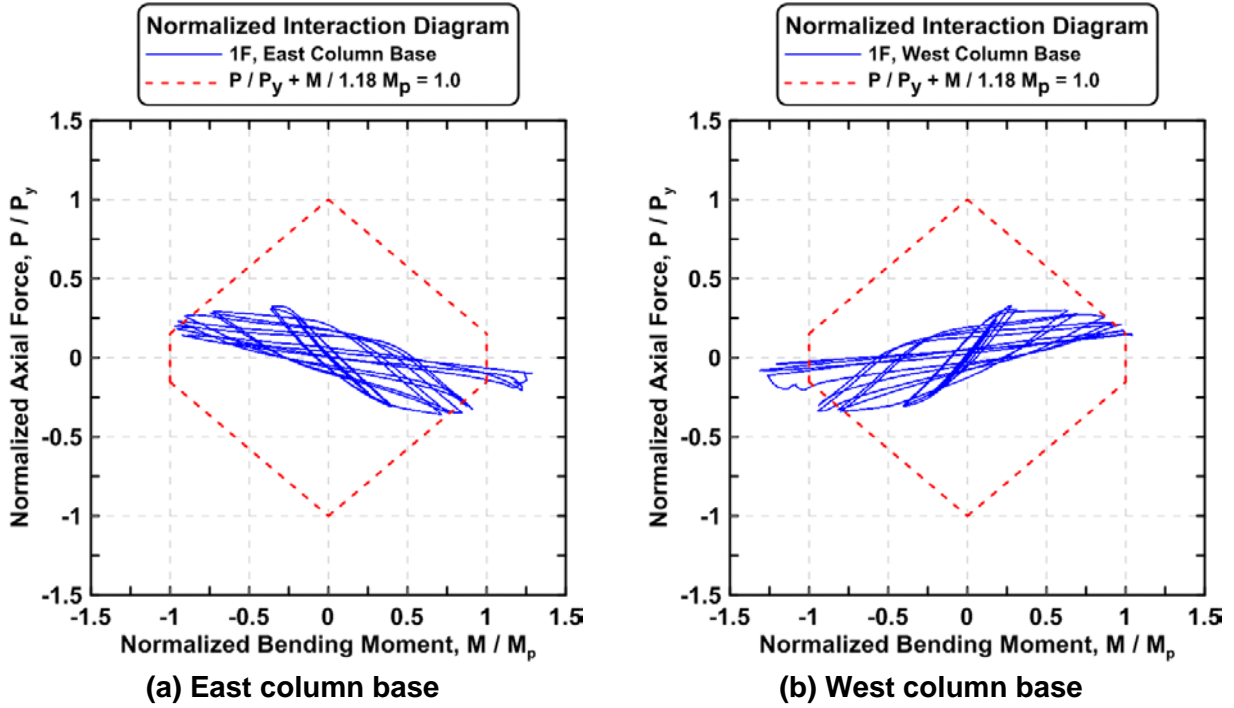 Normalized Interaction Diagram
1F, East Column Base
P / Py + M / 1.18 Mp = 1.0
1.5
1
0.5
0
-0.5
-1
-1.5
Normalized Axial Force, P / Py
-1.5 -1 -0.5 0 0.5 1 1.5
Normalized Bending Moment, M / Mp
(a) East column base
Normalized Interaction Diagram
1F, West Column Base
P / Py + M / 1.18 Mp = 1.0
1.5
1
0.5
0
-0.5
-1
-1.5
Normalized Axial Force, P / Py
-1.5 -1 -0.5 0 0.5 1 1.5
Normalized Bending Moment, M / Mp
(b) West column base